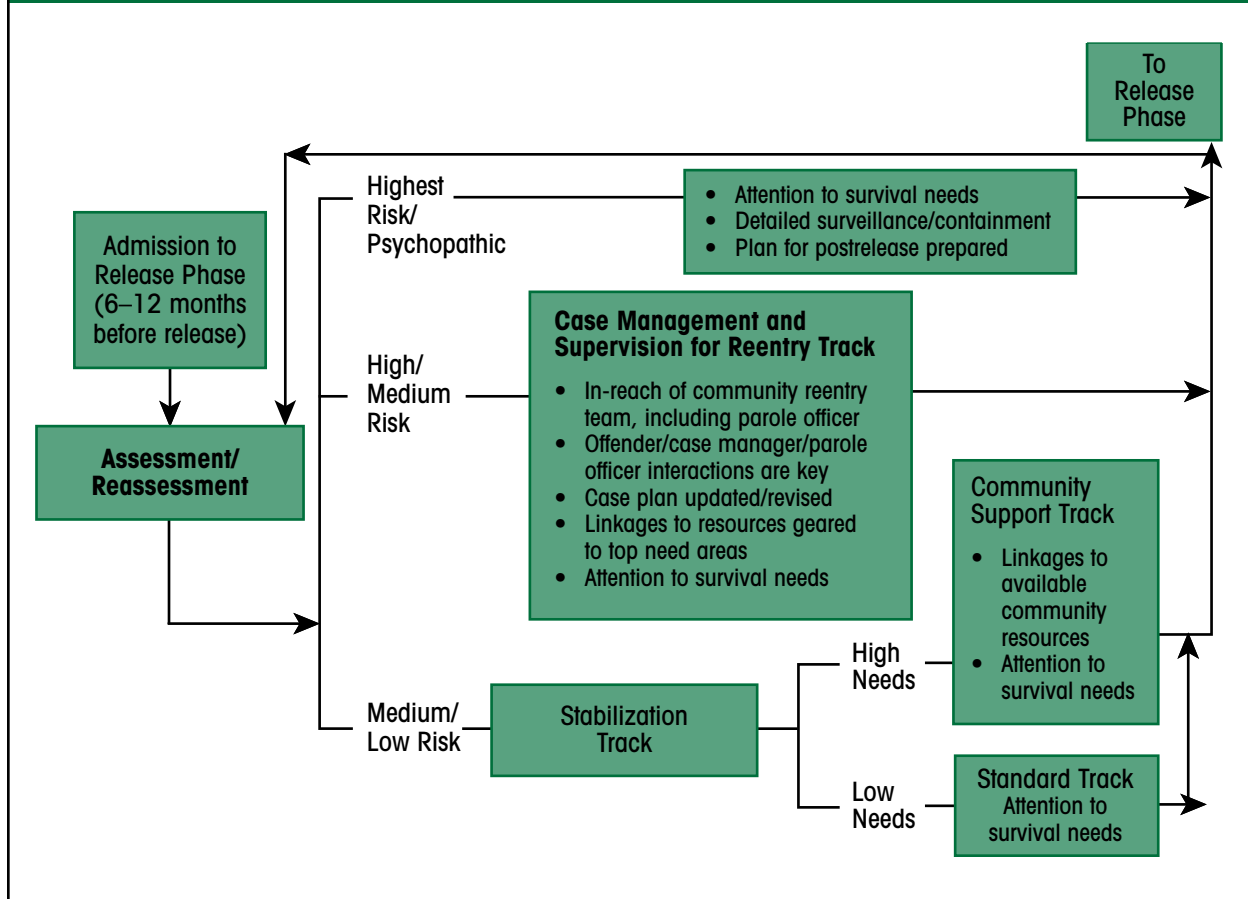 To
Release
Phase
Highest
Risk/
Psychopathic
• Attention to survival needs
• Detailed surveillance/containment
• Plan for postrelease prepared
Admission to
Release Phase
(6–12 months
before release)
Case Management and
Supervision for Reentry Track
• In-reach of community reentry
team, including parole officer
• Offender/case manager/parole
officer interactions are key
• Case plan updated/revised
• Linkages to resources geared
to top need areas
• Attention to survival needs
High/
Medium
Risk
Assessment/
Reassessment
Community
Support Track
• Linkages to
available
community
resources
• Attention to
survival needs
High
Needs
Medium/
Low Risk
Stabilization
Track
Low
Needs
Standard Track
Attention to
survival needs